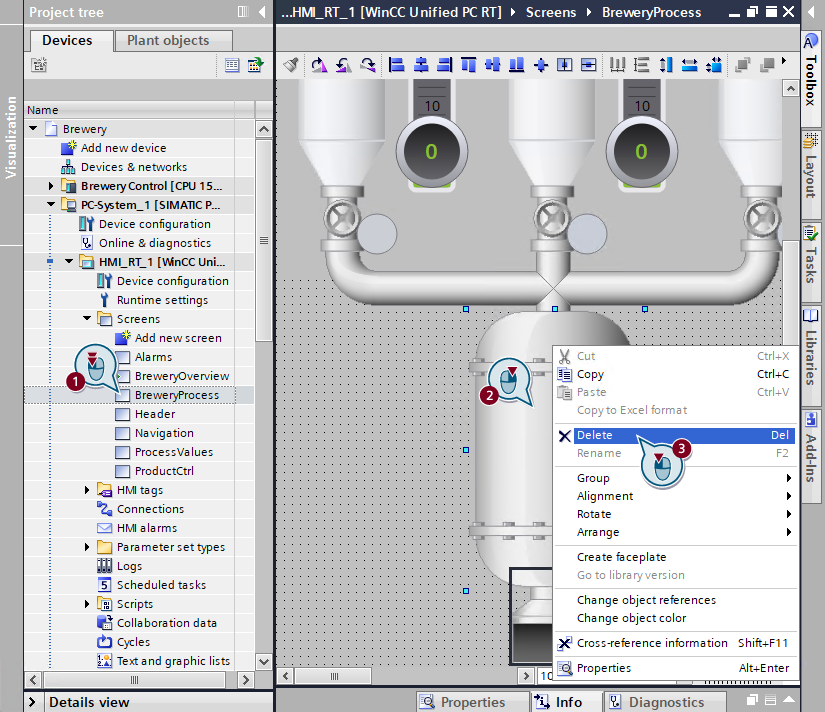 Project tree
Devices
Plant objects
Name
Brewery
Add new device
Devices & networks
Brewery Control [CPU 15...
PC-System_1 [SIMATIC P...
Device configuration
Online & diagnostics
HMI_RT_1 [WinCC Uni...
Device configuration
Runtime settings
Screens
Add new screen
Alarms
BreweryOverview
BreweryProcess
Header
Navigation
ProcessValues
ProductCtrl
HMI tags
Connections
HMI alarms
Parameter set types
Logs
Scheduled tasks
Scripts
Collaboration data
Cycles
Text and graphic lists
Details view
Visualization
1
...HMI_RT_1 [WinCC Unified PC RT] Screens BreweryProcess
10
10
0
0
2
Cut Ctrl+X
Copy Ctrl+C
Paste Ctrl+V
Copy to Excel format
Delete Del
Rename F2
3
Group
Alignment
Rotate
Arrange
Create faceplate
Go to library version
Change object references
Change object color
Cross-reference information Shift+F11
Properties Alt+Enter
10
Properties
Info
Diagnostics
Toolbox
Layout
Tasks
Libraries
Add-Ins